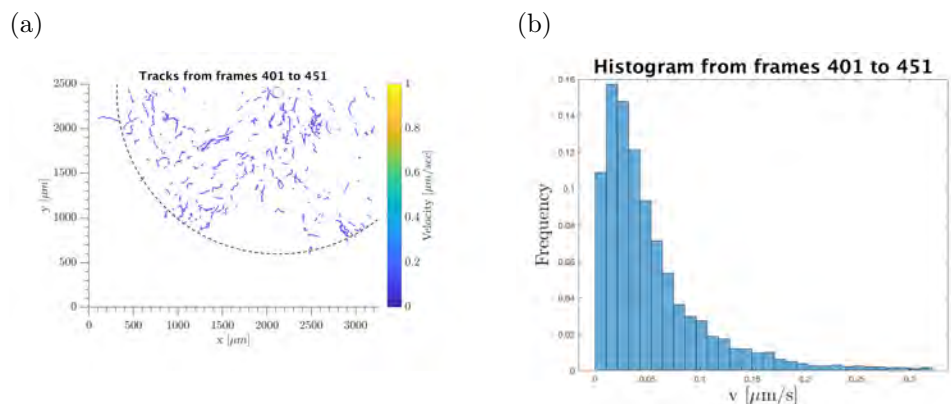 (a)
(b)
Tracks from frames 401 to 451
2500
2000
1500
1000
500
0
y [μm]
0 500 1000 1500 2000 2500 3000
x [μm]
1
0.8
0.6
0.4
0.2
0
Velocity [μm/sec]
Histogram from frames 401 to 451
0.16
0.14
0.12
0.1
0.08
0.06
0.04
0.02
0
Frequency
0 0.05 0.1 0.15 0.2 0.25 0.3
v [μm/s]